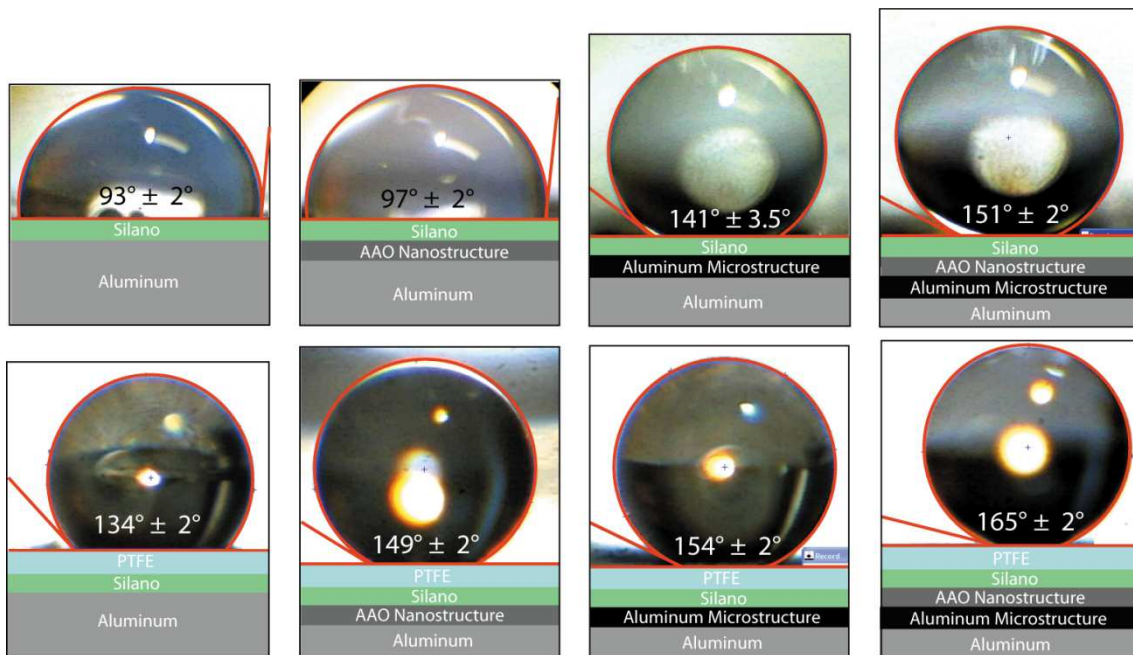 93° ± 2°
Silano
Aluminum
97° ± 2°
Silano
AAO Nanostructure
Aluminum
141° ± 3.5°
Silano
Aluminum Microstructure
Aluminum
151° ± 2°
Silano
AAO Nanostructure
Aluminum Microstructure
Aluminum
134° ± 2°
PTFE
Silano
Aluminum
149° ± 2°
PTFE
Silano
AAO Nanostructure
Aluminum
154° ± 2°
Record
PTFE
Silano
Aluminum Microstructure
Aluminum
165° ± 2°
PTFE
Silano
AAO Nanostructure
Aluminum Microstructure
Aluminum